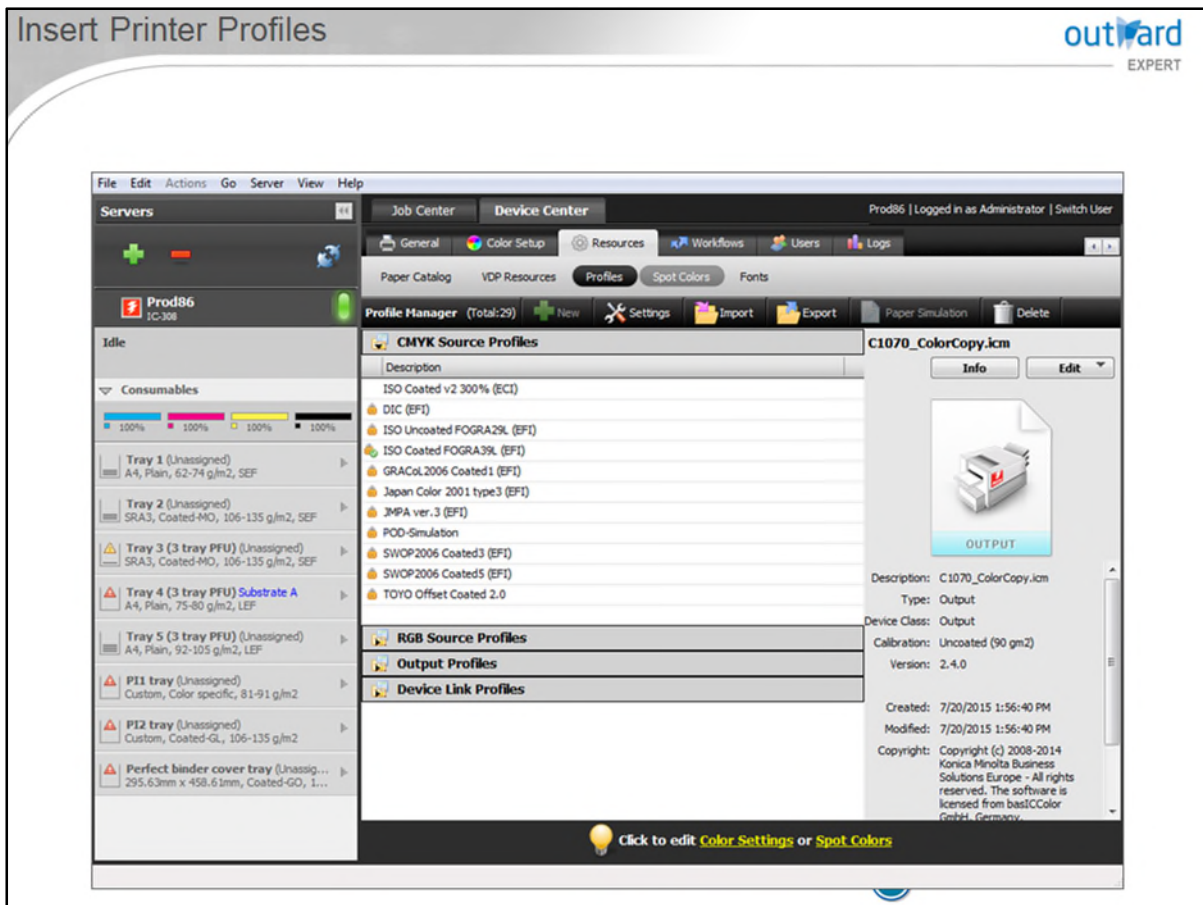 Insert Printer Profiles
outward
EXPERT
File Edit Actions Go Server View Help
Servers
Job Center Device Center
Prod86 | Logged in as Administrator | Switch User
General Color Setup Resources Workflows Users Logs
Paper Catalog VDP Resources Profiles Spot Colors Fonts
Prod86
IC-308
Profile Manager (Total:29) New Settings Import Export Paper Simulation Delete
Idle
Consumables
100% 100% 100% 100%
Tray 1 (Unassigned)
A4, Plain, 62-74 g/m2, SEF
Tray 2 (Unassigned)
SRA3, Coated-MO, 106-135 g/m2, SEF
Tray 3 (3 tray PFU) (Unassigned)
SRA3, Coated-MO, 106-135 g/m2, SEF
Tray 4 (3 tray PFU) Substrate A
A4, Plain, 75-80 g/m2, LEF
Tray 5 (3 tray PFU) (Unassigned)
A4, Plain, 92-105 g/m2, LEF
PI1 tray (Unassigned)
Custom, Color specific, 81-91 g/m2
PI2 tray (Unassigned)
Custom, Coated-GL, 106-135 g/m2
Perfect binder cover tray (Unassig...
295.63mm x 458.61mm, Coated-GO, 1...
CMYK Source Profiles
Description
ISO Coated v2 300% (ECI)
DIC (EFI)
ISO Uncoated FOGRA29L (EFI)
ISO Coated FOGRA39L (EFI)
GRACoL2006 Coated1 (EFI)
Japan Color 2001 type3 (EFI)
JMPA ver.3 (EFI)
POD-Simulation
SWOP2006 Coated3 (EFI)
SWOP2006 Coated5 (EFI)
TOYO Offset Coated 2.0
RGB Source Profiles
Output Profiles
Device Link Profiles
C1070_ColorCopy.icm
Info Edit
OUTPUT
Description: C1070_ColorCopy.icm
Type: Output
Device Class: Output
Calibration: Uncoated (90 gm2)
Version: 2.4.0
Created: 7/20/2015 1:56:40 PM
Modified: 7/20/2015 1:56:40 PM
Copyright: Copyright (c) 2008-2014
Konica Minolta Business
Solutions Europe - All rights
reserved. The software is
licensed from basICColor
GmbH, Germany.
Click to edit Color Settings or Spot Colors